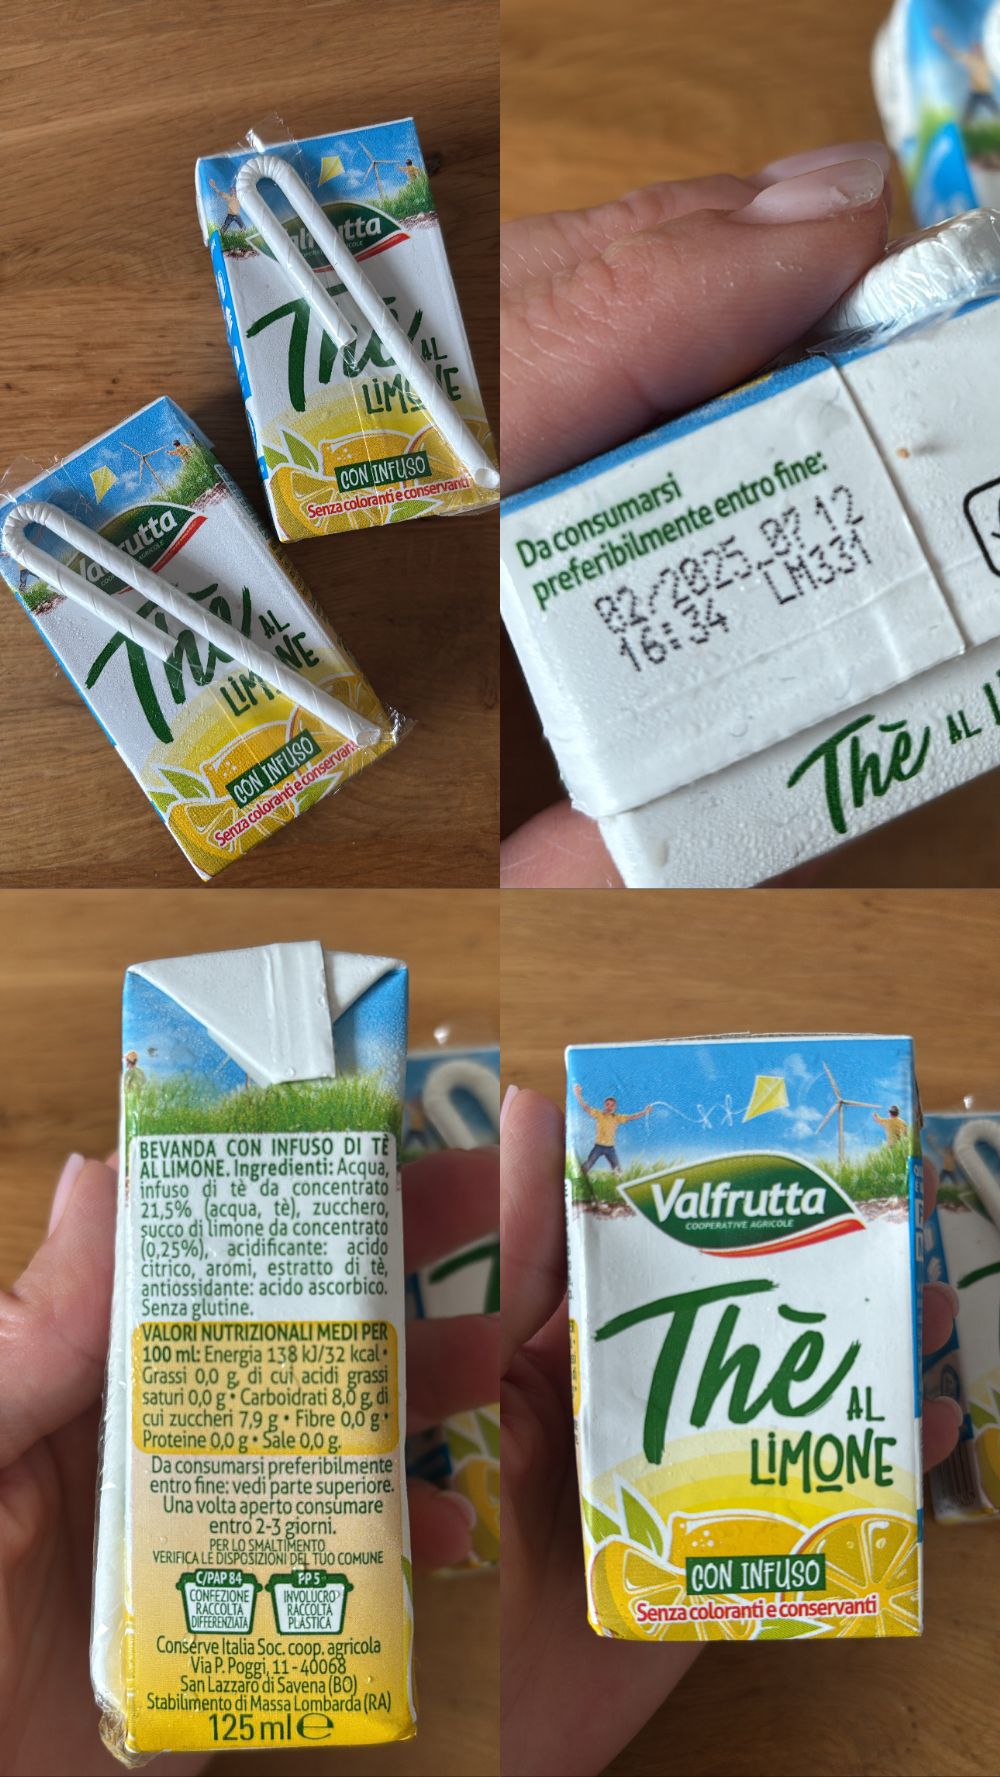 Valfrutta
COOPERATIVE AGRICOLE
Thè
AL
LIMONE
CON INFUSO
Senza coloranti e conservanti
Valfrutta
Thè
AL
LIMONE
CON INFUSO
Senza coloranti e conservanti
Da consumarsi
preferibilmente entro fine:
02/2025 B7 12
16:34 LM331
Thè AL
BEVANDA CON INFUSO DI TÈ
AL LIMONE. Ingredienti: Acqua,
infuso di tè da concentrato
21,5% (acqua, tè), zucchero,
succo di limone da concentrato
(0,25%), acidificante: acido
citrico, aromi, estratto di tè,
antiossidante: acido ascorbico.
Senza glutine.
VALORI NUTRIZIONALI MEDI PER
100 ml: Energia 138 kJ/32 kcal •
Grassi 0,0 g, di cui acidi grassi
saturi 0,0 g • Carboidrati 8,0 g, di
cui zuccheri 7,9 g • Fibre 0,0 g •
Proteine 0,0 g • Sale 0,0 g.
Da consumarsi preferibilmente
entro fine: vedi parte superiore.
Una volta aperto consumare
entro 2-3 giorni.
PER LO SMALTIMENTO
VERIFICA LE DISPOSIZIONI DEL TUO COMUNE
C/PAP 84
CONFEZIONE
RACCOLTA
DIFFERENZIATA
PP 5
INVOLUCRO
RACCOLTA
PLASTICA
Conserve Italia Soc. coop. agricola
Via P. Poggi, 11 - 40068
San Lazzaro di Savena (BO)
Stabilimento di Massa Lombarda (RA)
125 ml e
Valfrutta
COOPERATIVE AGRICOLE
Thè
AL
LIMONE
CON INFUSO
Senza coloranti e conservanti